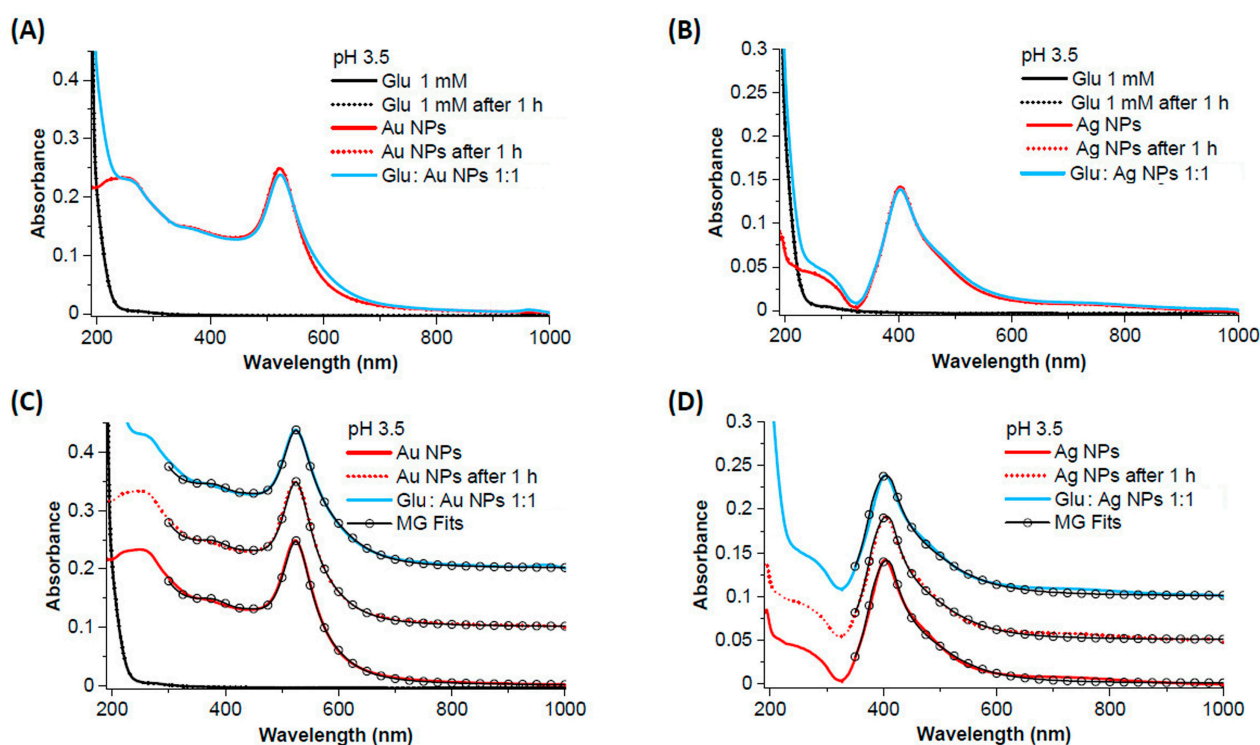 (A)
pH 3.5
Glu 1 mM
Glu 1 mM after 1 h
Au NPs
Au NPs after 1 h
Glu: Au NPs 1:1
0.4
0.3
0.2
0.1
0
Absorbance
200 400 600 800 1000
Wavelength (nm)
(B)
pH 3.5
Glu 1 mM
Glu 1 mM after 1 h
Ag NPs
Ag NPs after 1 h
Glu: Ag NPs 1:1
0.3
0.25
0.20
0.15
0.10
0.05
0
Absorbance
200 400 600 800 1000
Wavelength (nm)
(C)
pH 3.5
Au NPs
Au NPs after 1 h
Glu: Au NPs 1:1
MG Fits
0.4
0.3
0.2
0.1
0
Absorbance
200 400 600 800 1000
Wavelength (nm)
(D)
pH 3.5
Ag NPs
Ag NPs after 1 h
Glu: Ag NPs 1:1
MG Fits
0.3
0.25
0.20
0.15
0.1
0.05
0
Absorbance
200 400 600 800 1000
Wavelength (nm)